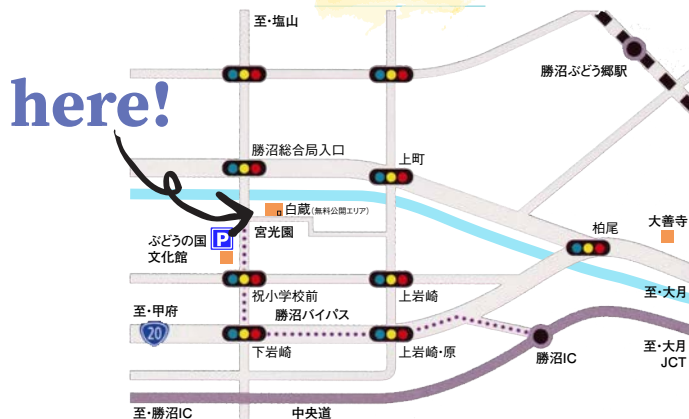 至・塩山
勝沼ぶどう郷駅
here!
勝沼総合局入口
上町
白蔵(無料公開エリア)
大善寺
柏尾
P
宮光園
ぶどうの国
文化館
祝小学校前
上岩崎
至・大月
至・甲府
勝沼バイパス
20
下岩崎
上岩崎・原
勝沼IC
至・大月
JCT
至・勝沼IC
中央道